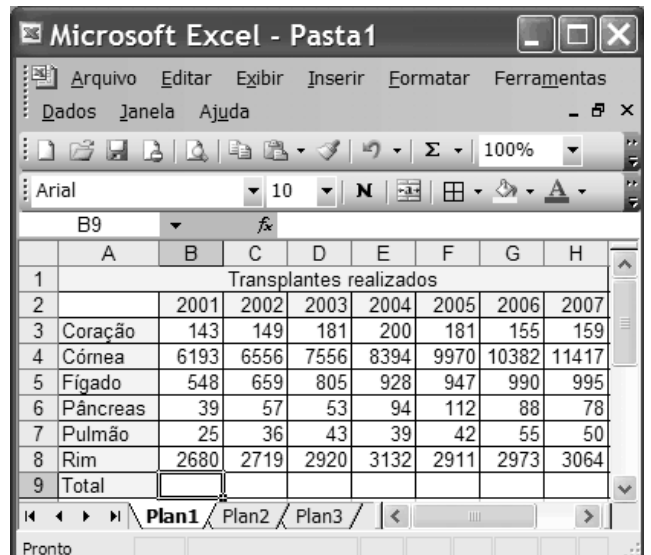 Microsoft Excel - Pasta1
Arquivo Editar Exibir Inserir Formatar Ferramentas
Dados Janela Ajuda
Σ 100%
Arial 10 N A
B9 fx
A B C D E F G H
1 Transplantes realizados
2 2001 2002 2003 2004 2005 2006 2007
3 Coração 143 149 181 200 181 155 159
4 Córnea 6193 6556 7556 8394 9970 10382 11417
5 Fígado 548 659 805 928 947 990 995
6 Pâncreas 39 57 53 94 112 88 78
7 Pulmão 25 36 43 39 42 55 50
8 Rim 2680 2719 2920 3132 2911 2973 3064
9 Total
Plan1 Plan2 Plan3
Pronto